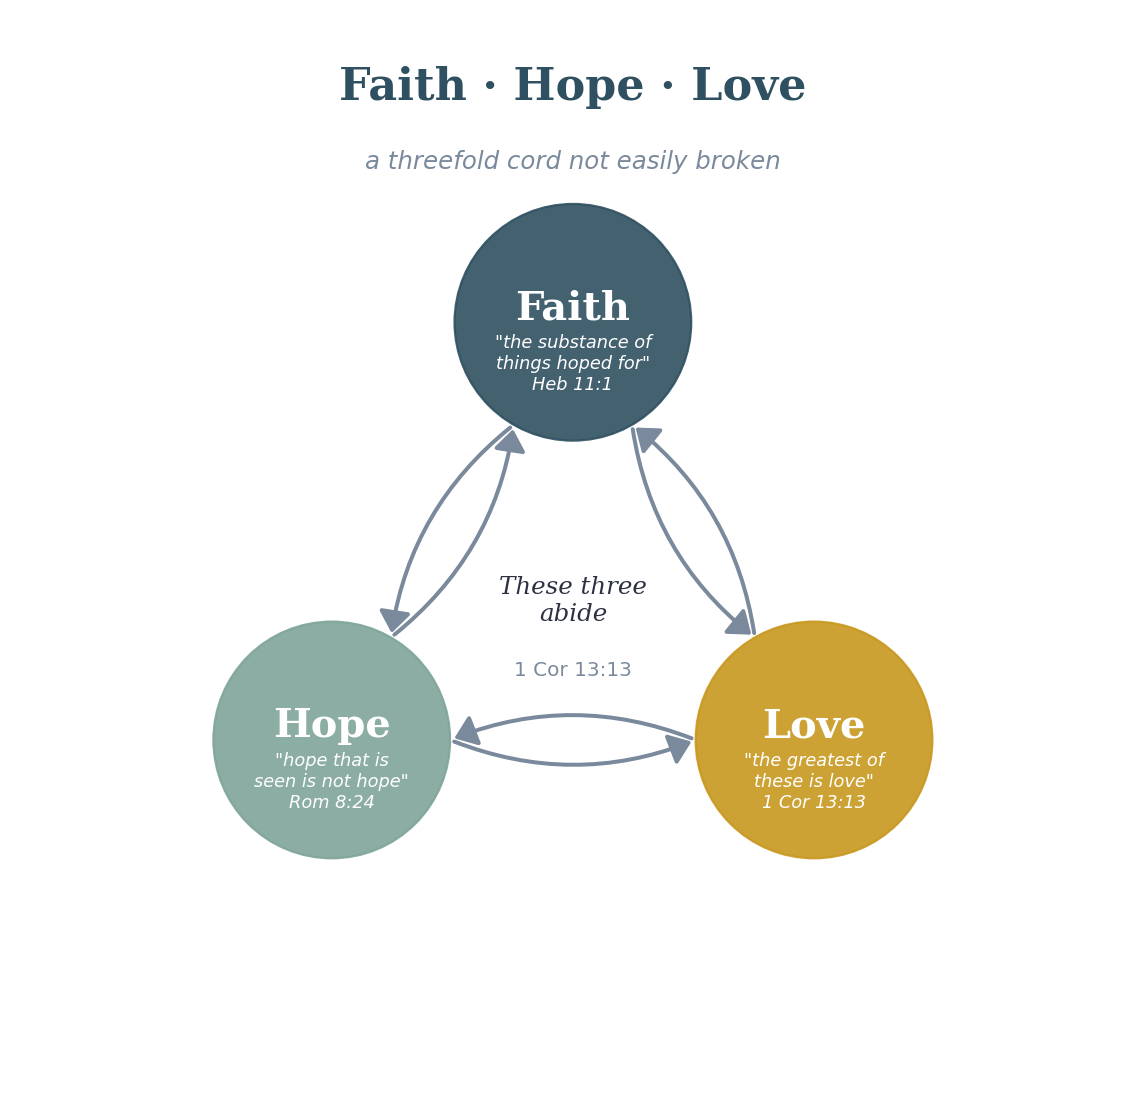 Faith · Hope · Love
a threefold cord not easily broken
Faith
"the substance of
things hoped for"
Heb 11:1
These three
abide
1 Cor 13:13
Hope
"hope that is
seen is not hope"
Rom 8:24
Love
"the greatest of
these is love"
1 Cor 13:13